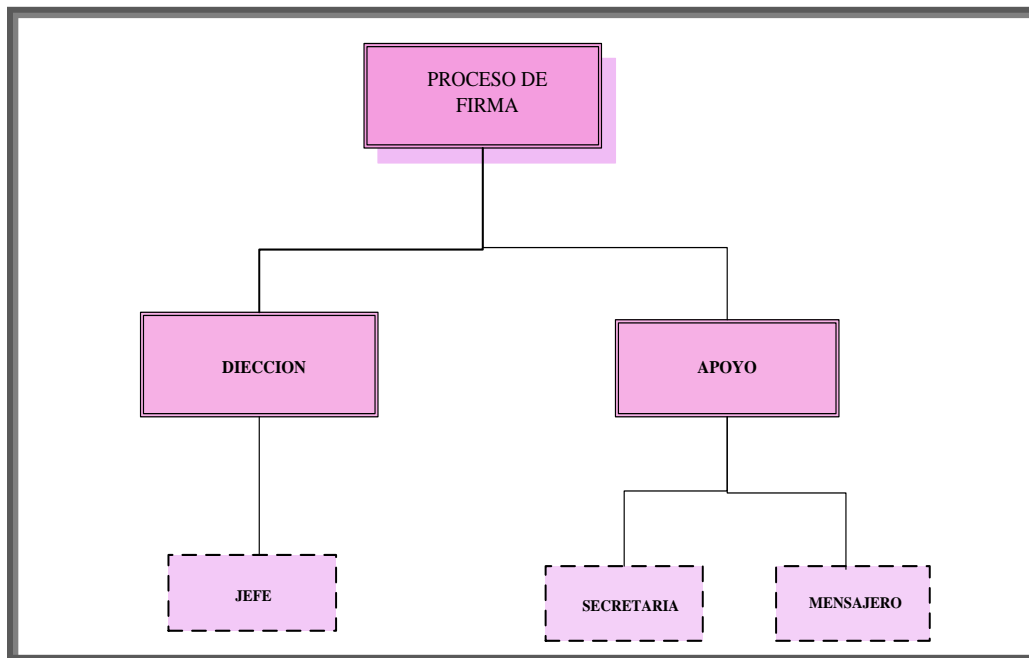 PROCESO DE
FIRMA
DIECCION
APOYO
JEFE
SECRETARIA
MENSAJERO